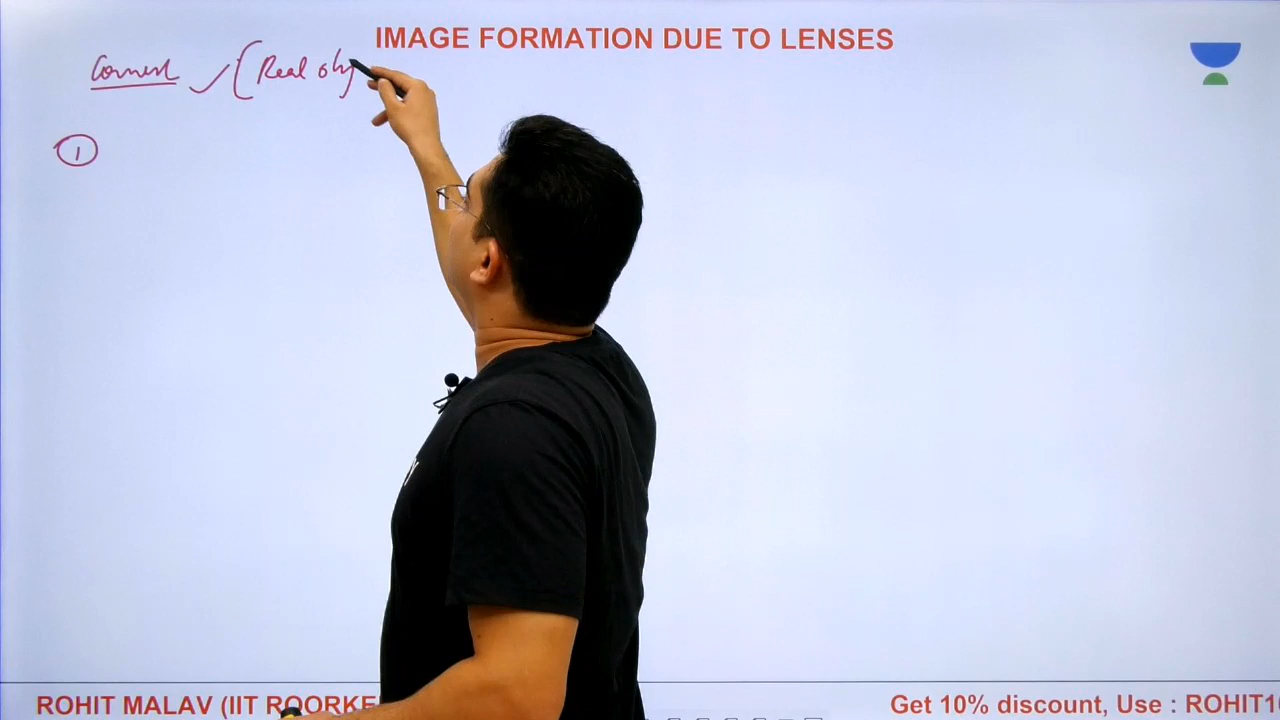 IMAGE FORMATION DUE TO LENSES
Convex ✓ (Real obj
1
ROHIT MALAV (IIT ROORKE
Get 10% discount, Use : ROHIT1